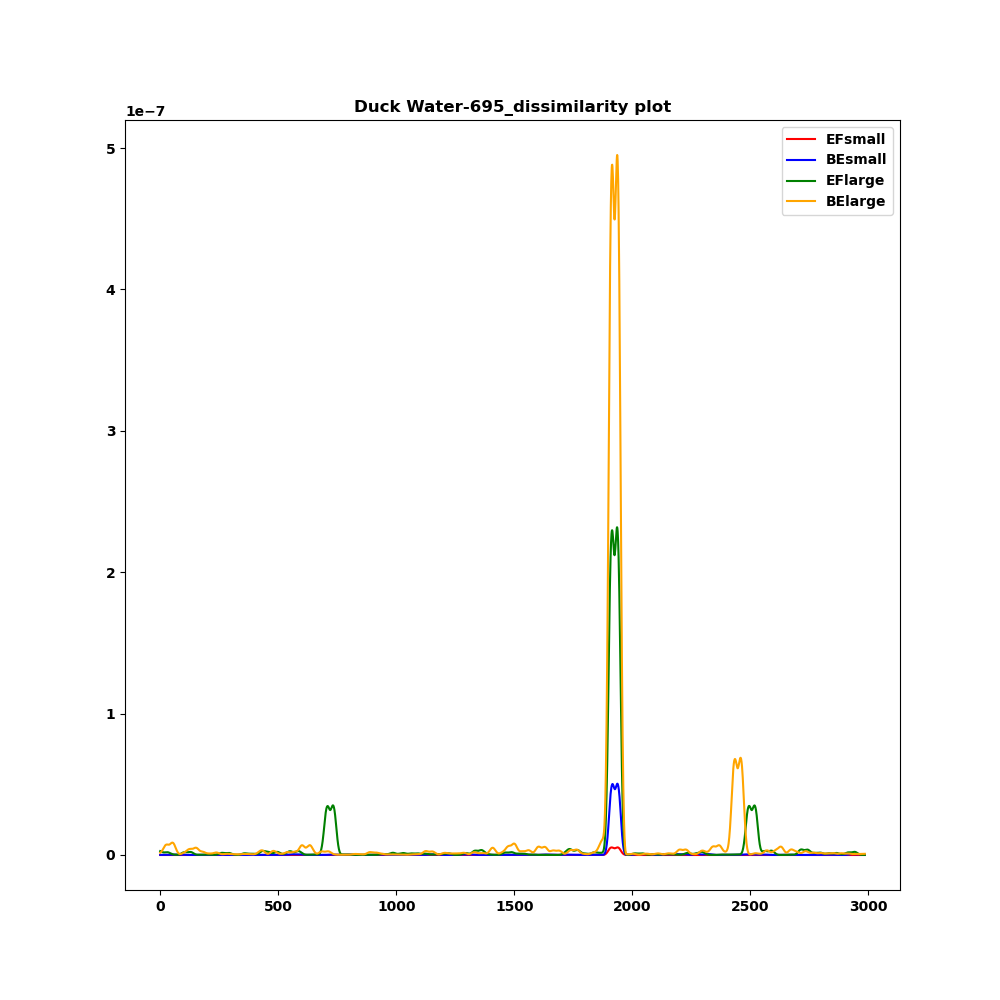 Duck Water-695_dissimilarity plot
1e−7
EFsmall
BEsmall
EFlarge
BElarge
5
4
3
2
1
0
0 500 1000 1500 2000 2500 3000